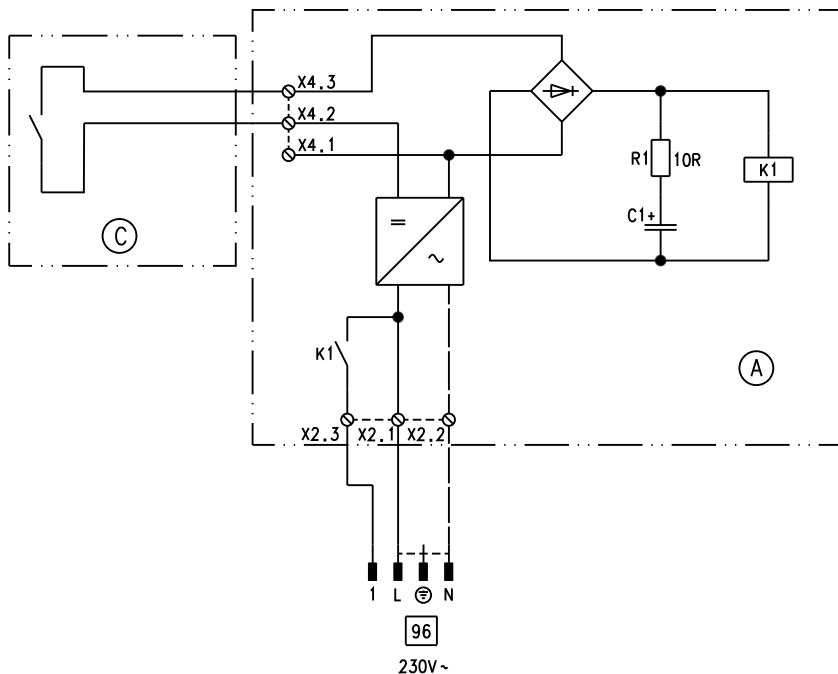 X4.3
X4.2
X4.1
R1 10R
K1
C1+
C
K1
A
X2.3 X2.1 X2.2
1 L N
96
230V~